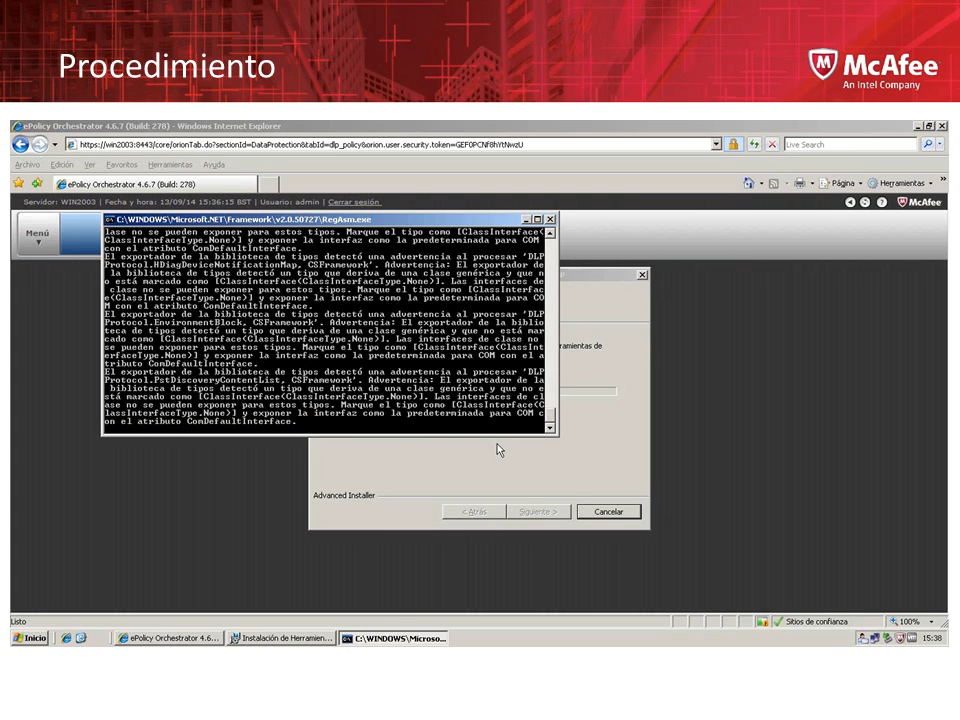 Procedimiento
McAfee
An Intel Company
ePolicy Orchestrator 4.6.7 (Build: 278) - Windows Internet Explorer
https://win2003:8443/core/orionTab.do?sectionId=DataProtection&tabId=dlp_policy&orion.user.security.token=GEF0PCNf8hYtNwzU
Live Search
Archivo Edición Ver Favoritos Herramientas Ayuda
ePolicy Orchestrator 4.6.7 (Build: 278)
Página Herramientas »
Servidor: WIN2003 | Fecha y hora: 13/09/14 15:36:15 BST | Usuario: admin | Cerrar sesión
McAfee
Menú
C:\WINDOWS\Microsoft.NET\Framework\v2.0.50727\RegAsm.exe
lase no se pueden exponer para estos tipos. Marque el tipo como [ClassInterface(
ClassInterfaceType.None)] y exponer la interfaz como la predeterminada para COM
con el atributo ComDefaultInterface.
El exportador de la biblioteca de tipos detectó una advertencia al procesar 'DLP
Protocol.HDiagDeviceNotificationMap, CSFramework'. Advertencia: El exportador de
la biblioteca de tipos detectó un tipo que deriva de una clase genérica y que n
o está marcado como [ClassInterface(ClassInterfaceType.None)]. Las interfaces de
clase no se pueden exponer para estos tipos. Marque el tipo como [ClassInterfac
e(ClassInterfaceType.None)] y exponer la interfaz como la predeterminada para CO
M con el atributo ComDefaultInterface.
El exportador de la biblioteca de tipos detectó una advertencia al procesar 'DLP
Protocol.EnvironmentBlock, CSFramework'. Advertencia: El exportador de la biblio
teca de tipos detectó un tipo que deriva de una clase genérica y que no está mar
cado como [ClassInterface(ClassInterfaceType.None)]. Las interfaces de clase no
se pueden exponer para estos tipos. Marque el tipo como [ClassInterface(ClassInt
erfaceType.None)] y exponer la interfaz como la predeterminada para COM con el a
tributo ComDefaultInterface.
El exportador de la biblioteca de tipos detectó una advertencia al procesar 'DLP
Protocol.PstDiscoveryContentList, CSFramework'. Advertencia: El exportador de la
biblioteca de tipos detectó un tipo que deriva de una clase genérica y que no e
stá marcado como [ClassInterface(ClassInterfaceType.None)]. Las interfaces de cl
ase no se pueden exponer para estos tipos. Marque el tipo como [ClassInterface(C
lassInterfaceType.None)] y exponer la interfaz como la predeterminada para COM c
on el atributo ComDefaultInterface.
ramientas de
Advanced Installer
< Atrás Siguiente > Cancelar
Listo
Sitios de confianza
100%
Inicio
ePolicy Orchestrator 4.6...
Instalación de Herramien...
C:\WINDOWS\Microso...
15:38